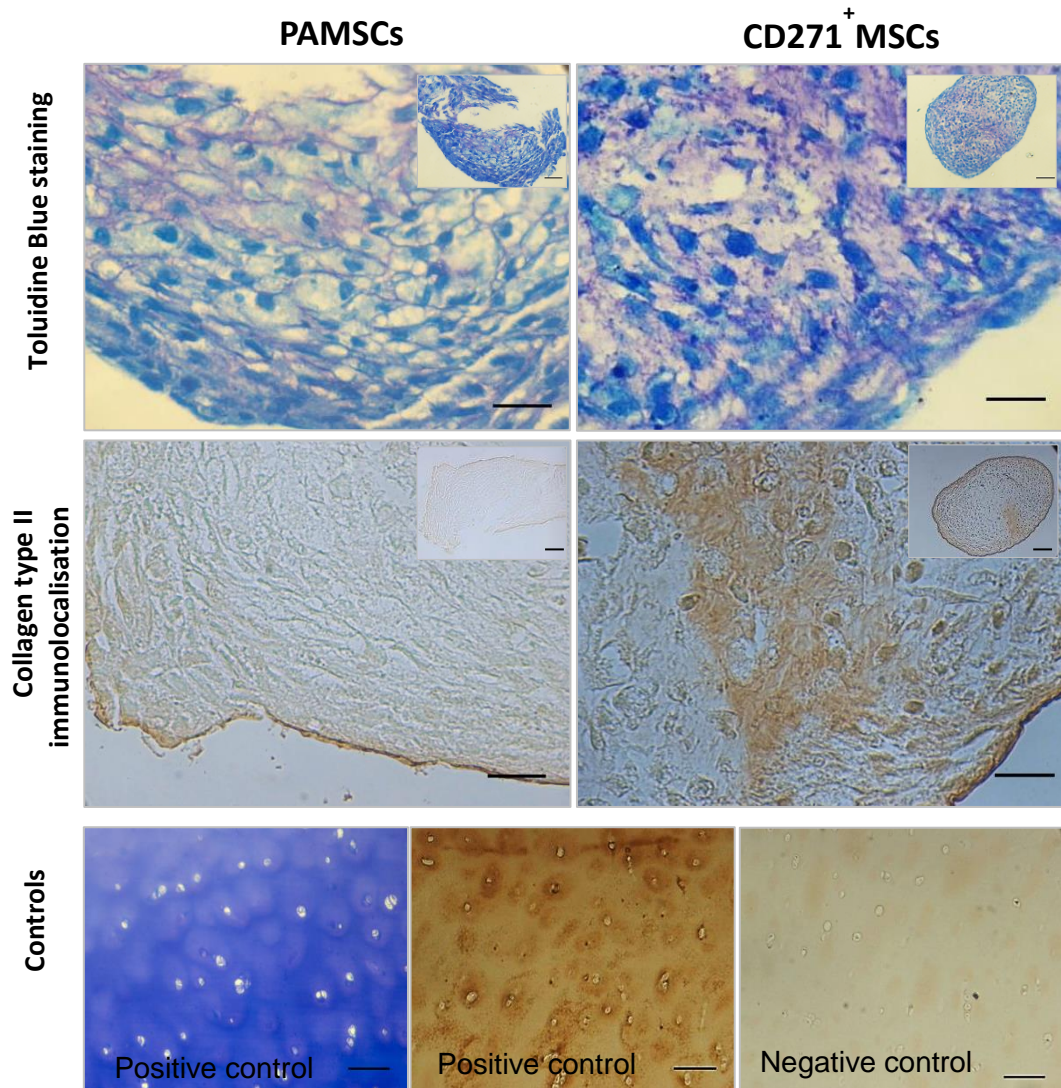 PAMSCs
CD271+ MSCs
Toluidine Blue staining
Collagen type II
immunolocalisation
Controls
Positive control
Positive control
Negative control